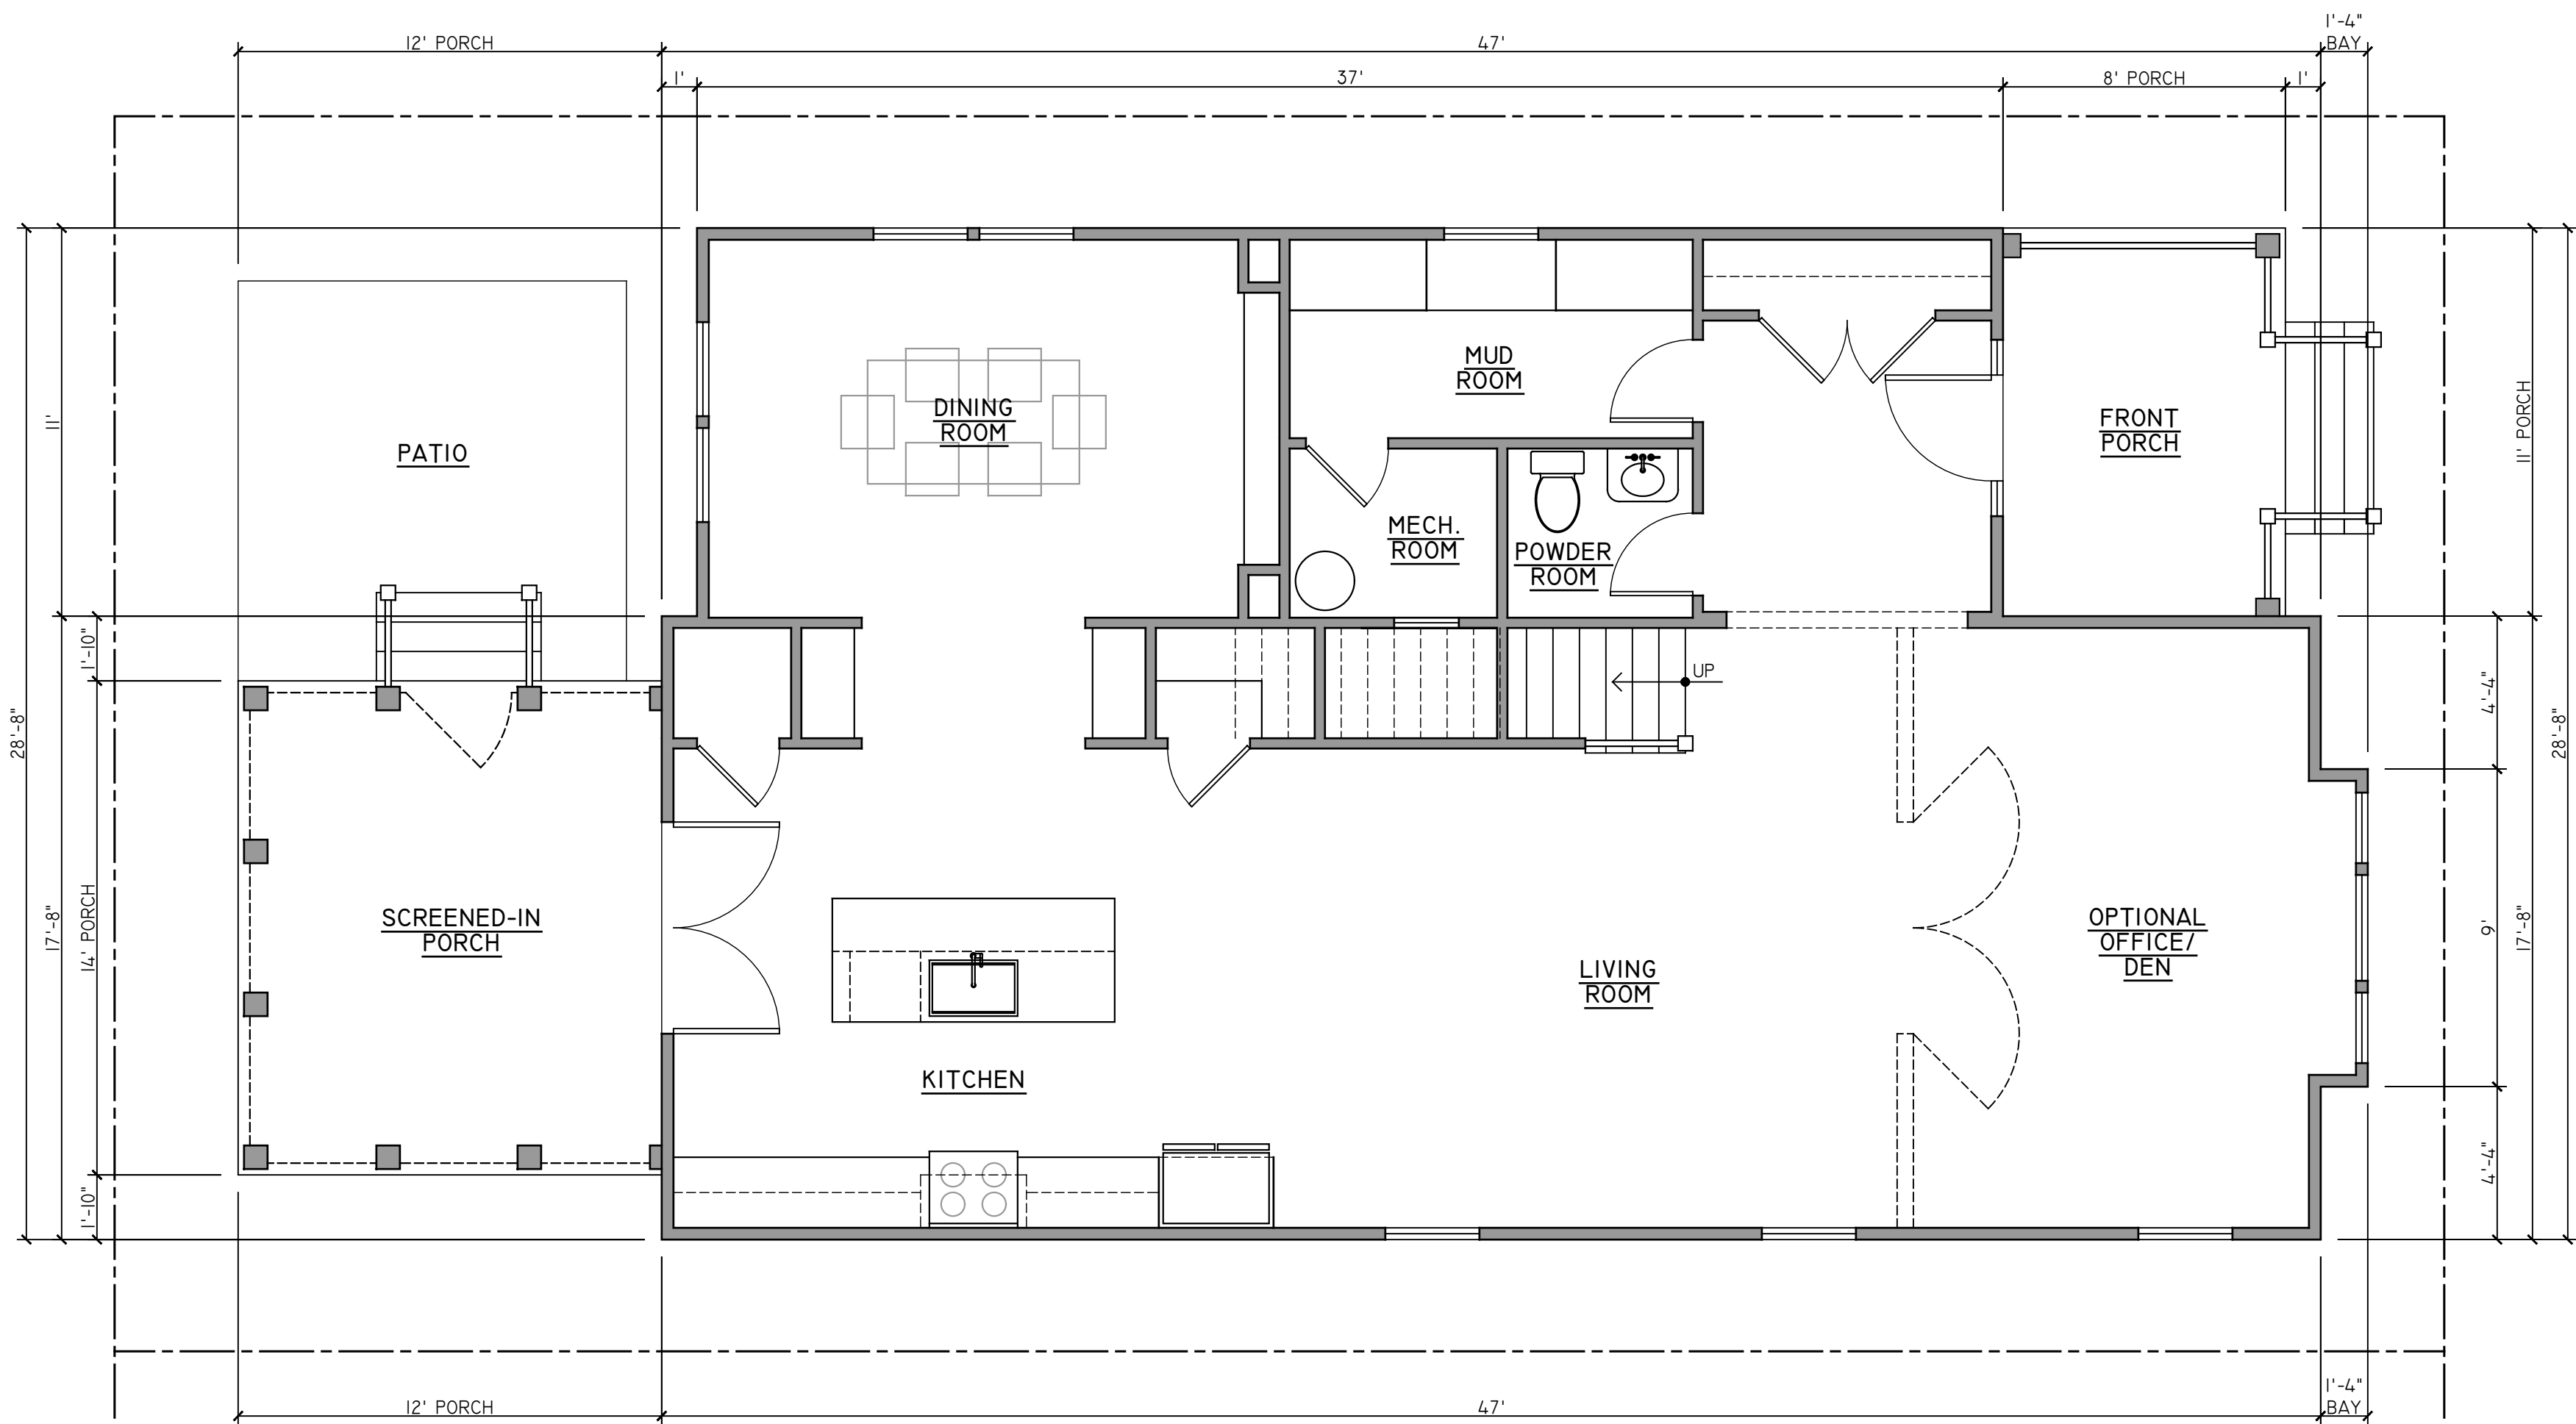 1'-4"
12' PORCH
47'
BAY
1'
37'
8' PORCH
1'
DINING
ROOM
MUD
ROOM
FRONT
PORCH
PATIO
11'
11' PORCH
MECH.
ROOM
POWDER
ROOM
1'-10"
UP
4'-4"
28'-8"
28'-8"
SCREENED-IN
PORCH
17'-8"
14' PORCH
OPTIONAL
OFFICE/
DEN
9'
17'-8"
LIVING
ROOM
KITCHEN
1'-10"
4'-4"
1'-4"
12' PORCH
47'
BAY